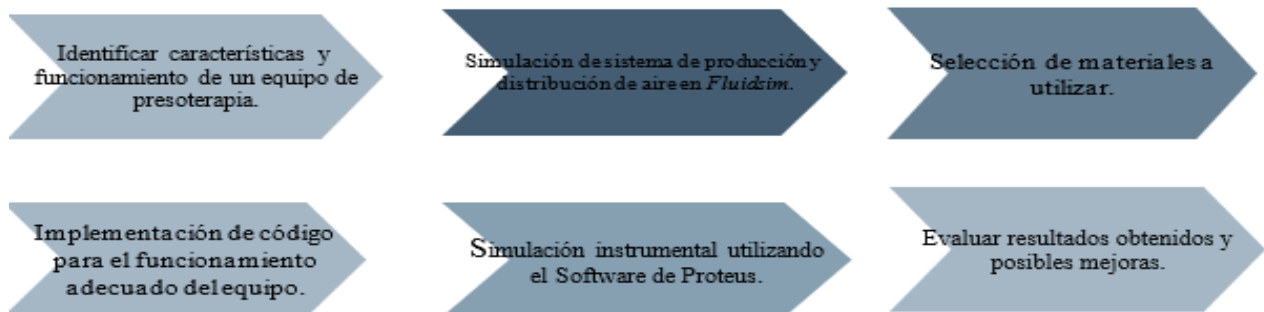 Identificar características y
funcionamiento de un equipo de
presoterapia.
Simulación de sistema de producción y
distribución de aire en Fluidsim.
Selección de materiales a
utilizar.
Implementación de código
para el funcionamiento
adecuado del equipo.
Simulación instrumental utilizando
el Software de Proteus.
Evaluar resultados obtenidos y
posibles mejoras.